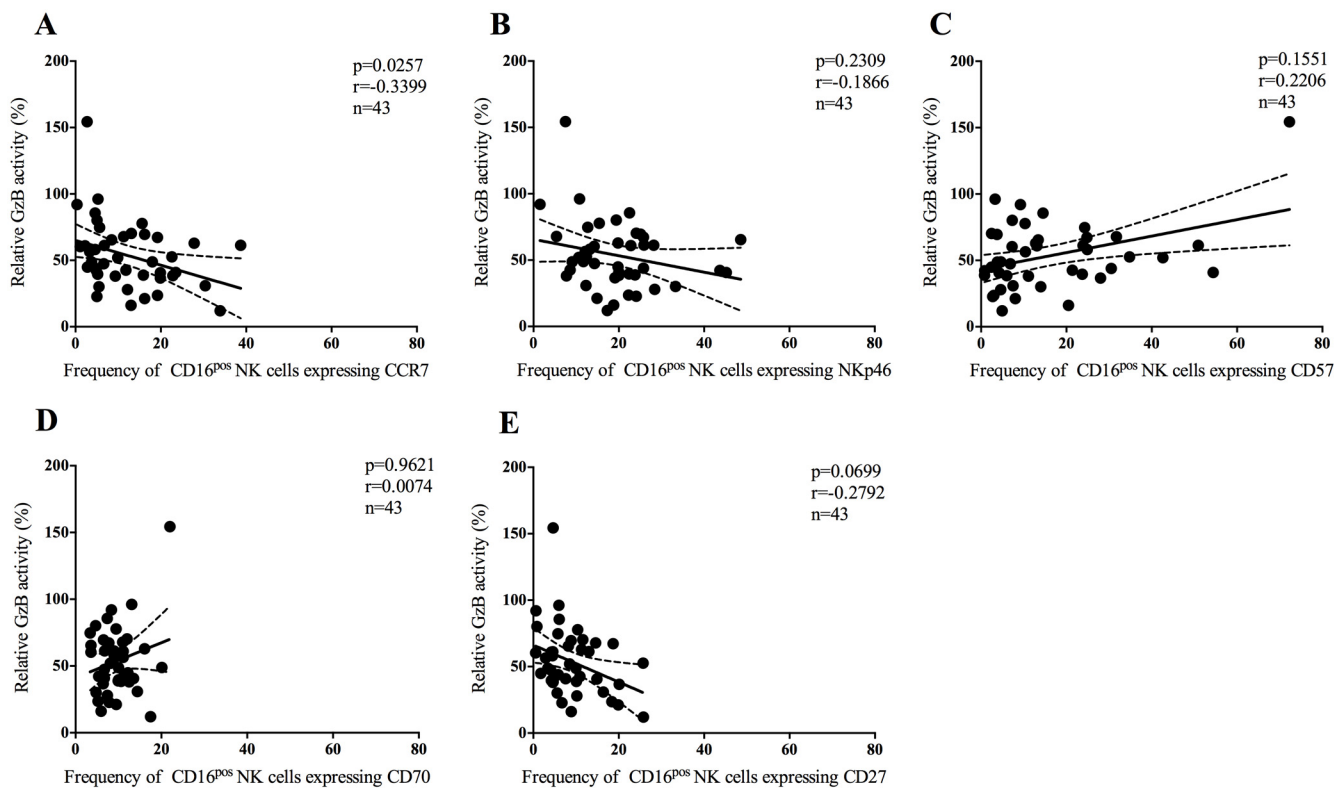 A
p=0.0257
r=-0.3399
n=43
Relative GzB activity (%)
200
150
100
50
0
0 20 40 60 80
Frequency of CD16pos NK cells expressing CCR7
B
p=0.2309
r=-0.1866
n=43
Relative GzB activity (%)
200
150
100
50
0
0 20 40 60 80
Frequency of CD16pos NK cells expressing NKp46
C
p=0.1551
r=0.2206
n=43
Relative GzB activity (%)
200
150
100
50
0
0 20 40 60 80
Frequency of CD16pos NK cells expressing CD57
D
p=0.9621
r=0.0074
n=43
Relative GzB activity (%)
200
150
100
50
0
0 20 40 60 80
Frequency of CD16pos NK cells expressing CD70
E
p=0.0699
r=-0.2792
n=43
Relative GzB activity (%)
200
150
100
50
0
0 20 40 60 80
Frequency of CD16pos NK cells expressing CD27